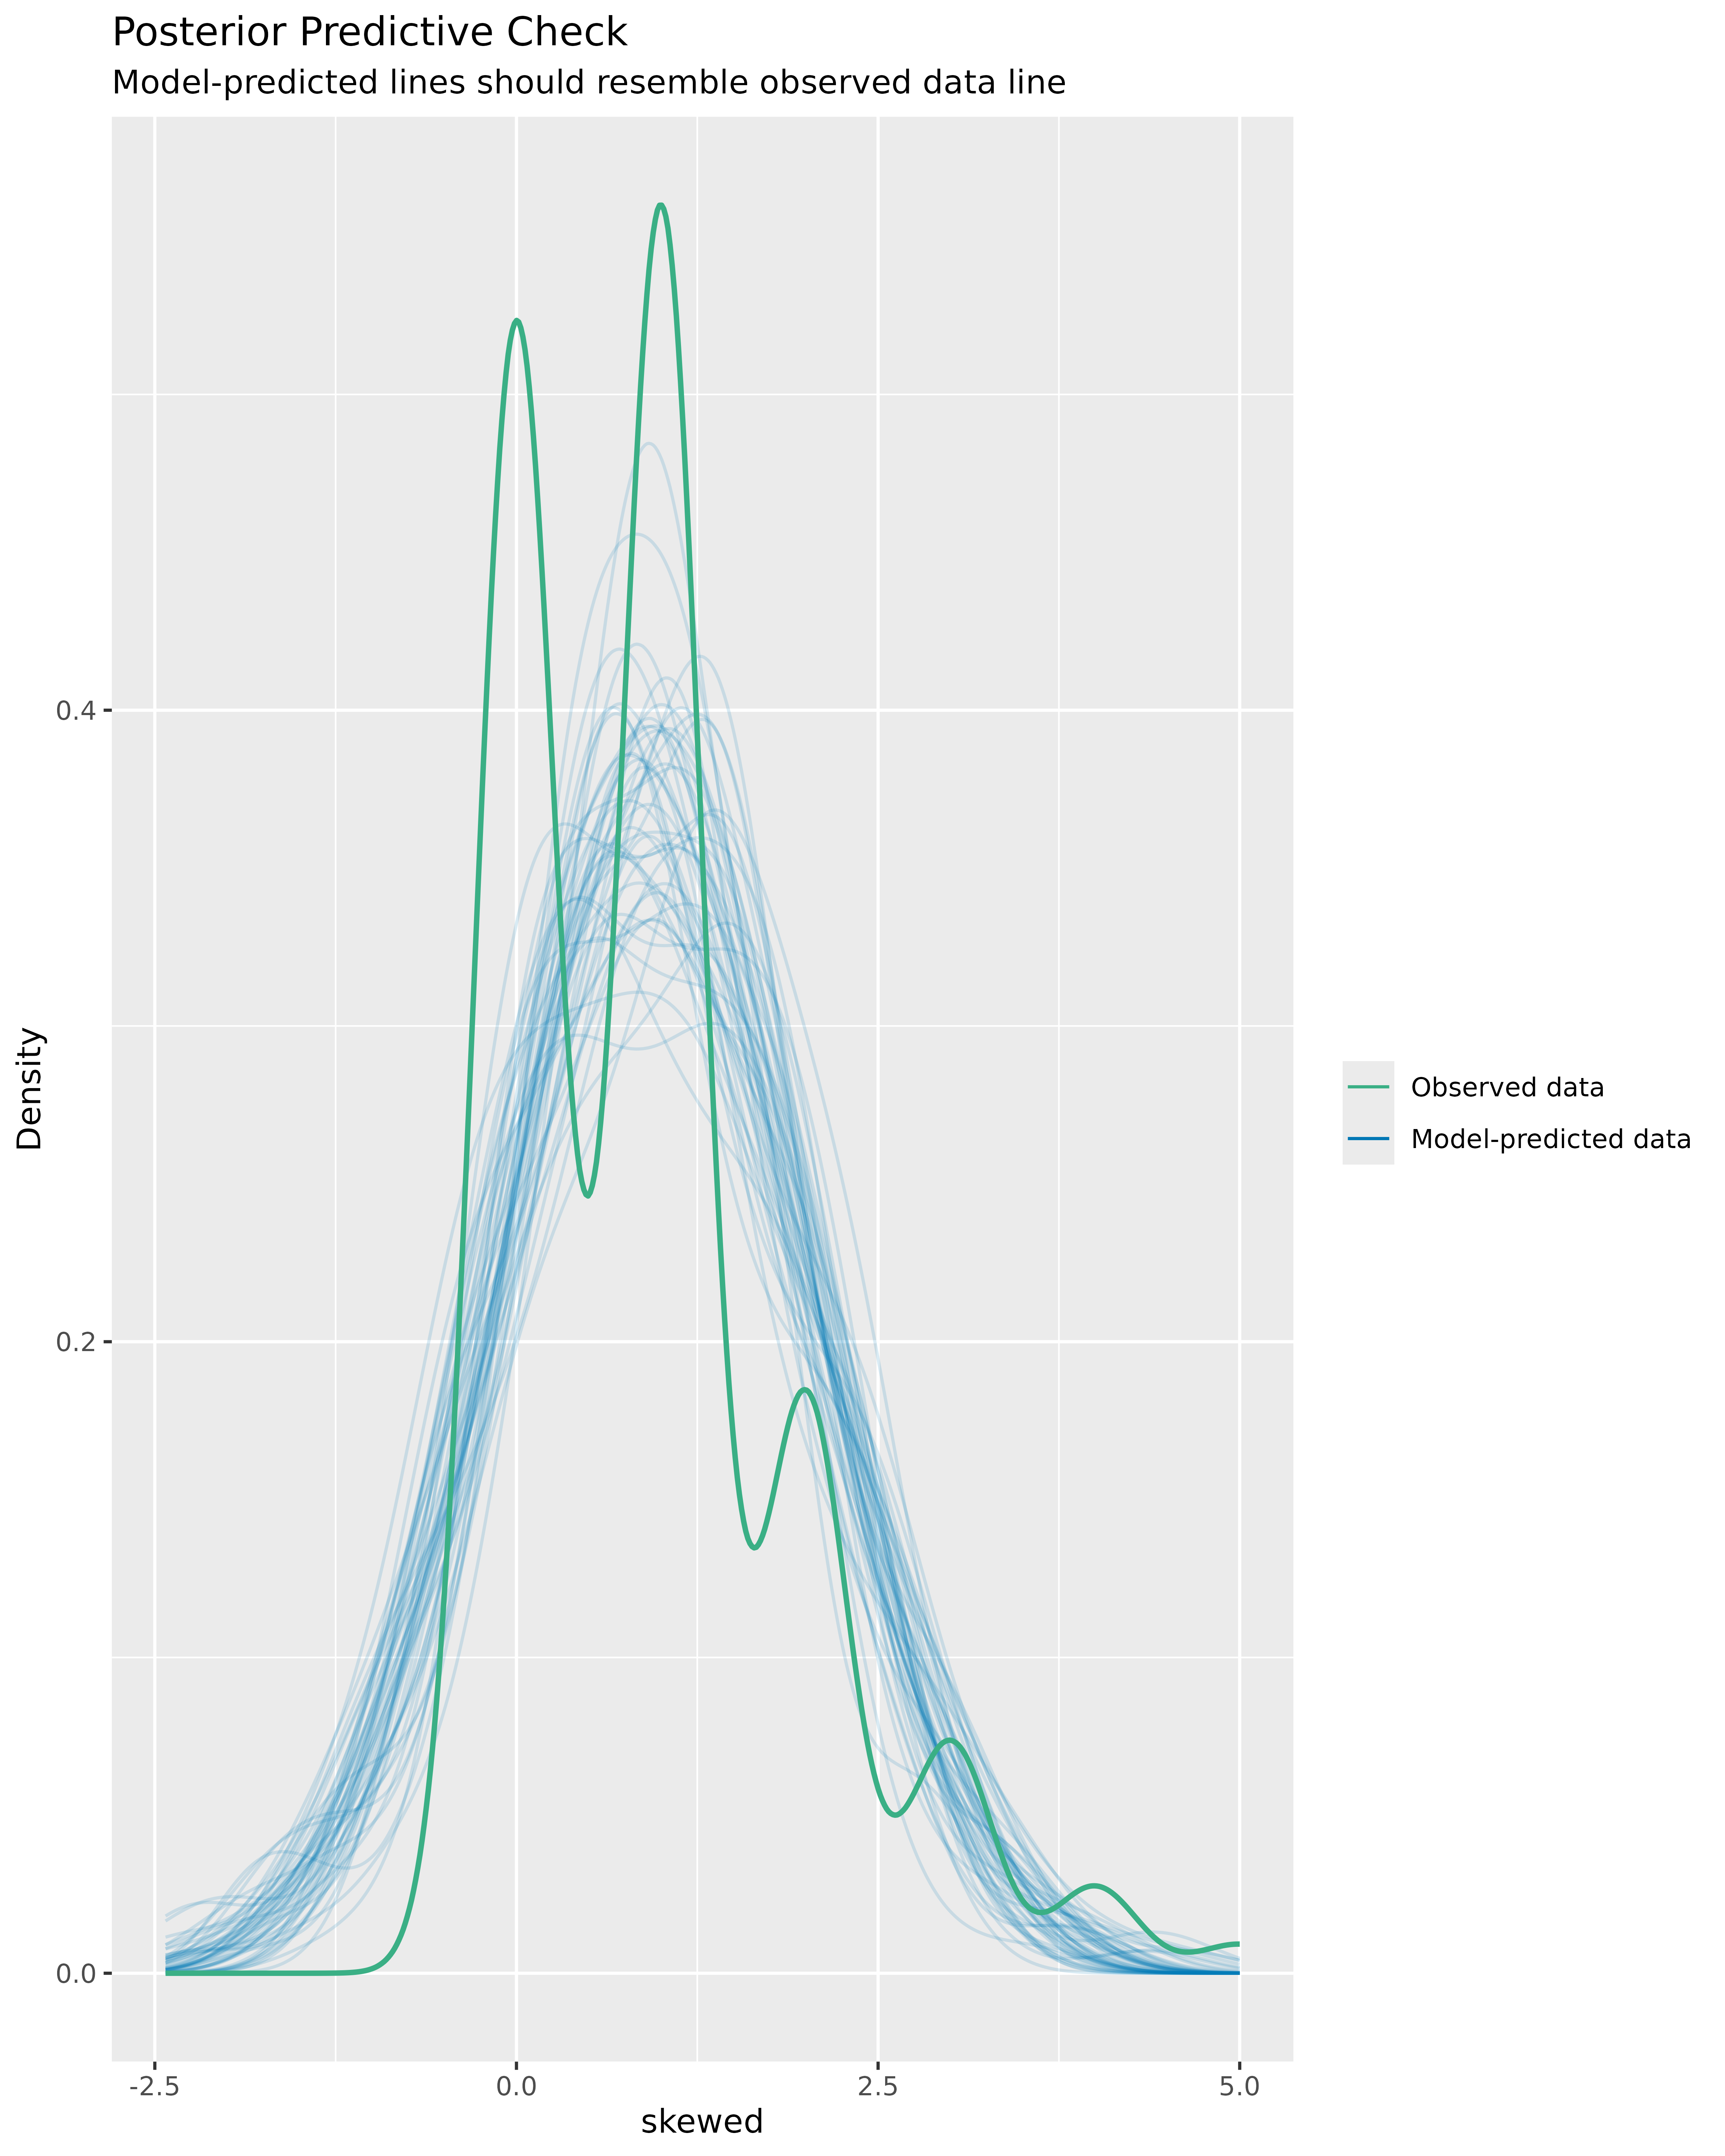 Posterior Predictive Check
Model-predicted lines should resemble observed data line
Density
0.4
0.2
0.0
-2.5
0.0
2.5
5.0
skewed
Observed data
Model-predicted data